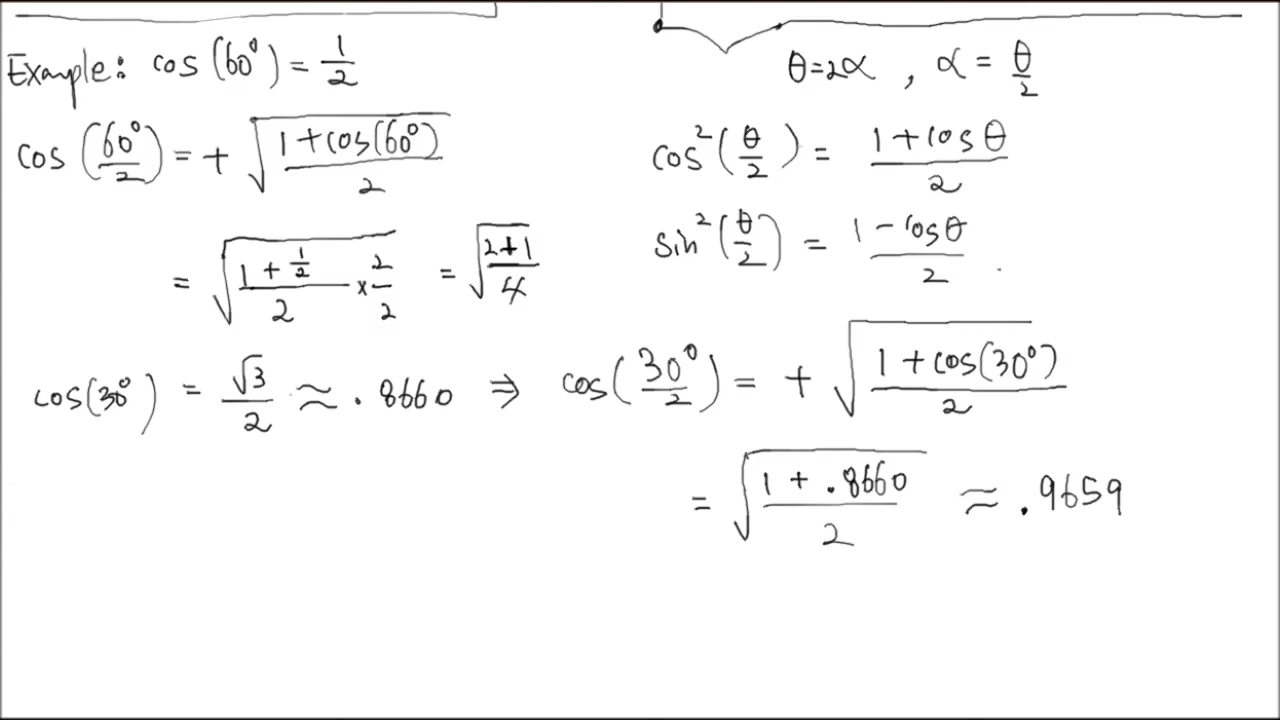 Example: cos (60°) = 1/2
θ = 2α , α = θ/2
cos (60°/2) = + √((1 + cos(60°))/2)
cos²(θ/2) = (1 + cos θ)/2
= √((1 + 1/2)/2 × 2/2) = √((2+1)/4)
sin²(θ/2) = (1 − cos θ)/2
cos(30°) = √3/2 ≈ .8660 ⇒ cos(30°/2) = + √((1 + cos(30°))/2)
= √((1 + .8660)/2) ≈ .9659